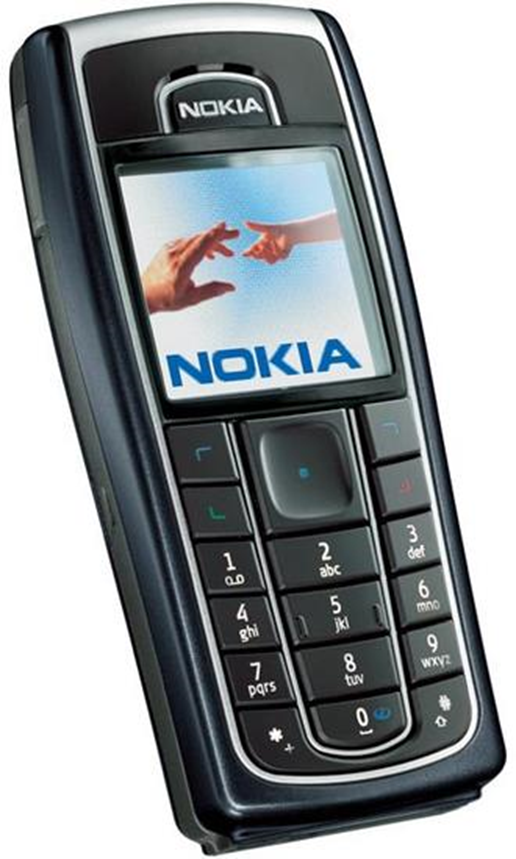 NOKIA
NOKIA
1
2 abc
3 def
4 ghi
5 jkl
6 mno
7 pqrs
8 tuv
9 wxyz
* +
0
#